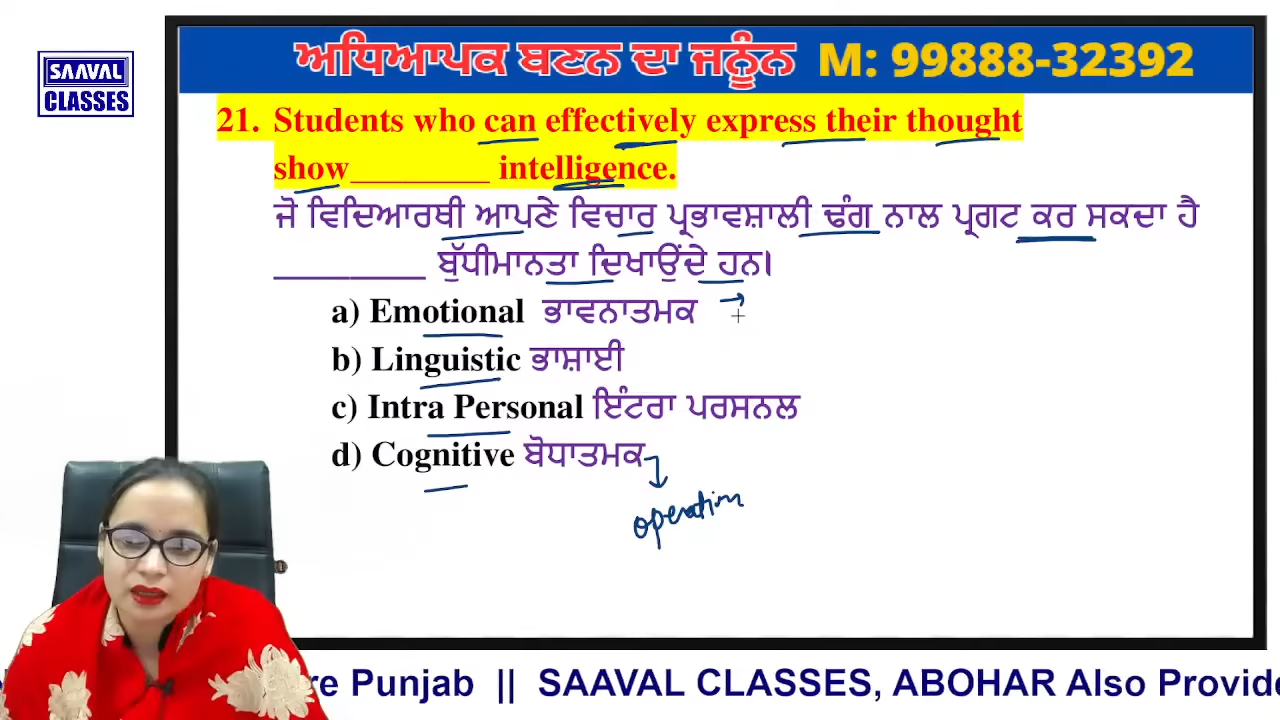 ਅਧਿਆਪਕ ਬਣਨ ਦਾ ਜਨੂੰਨ M: 99888-32392
SAAVAL
CLASSES
21. Students who can effectively express their thought
show________ intelligence.
ਜੋ ਵਿਦਿਆਰਥੀ ਆਪਣੇ ਵਿਚਾਰ ਪ੍ਰਭਾਵਸ਼ਾਲੀ ਢੰਗ ਨਾਲ ਪ੍ਰਗਟ ਕਰ ਸਕਦਾ ਹੈ
________ ਬੁੱਧੀਮਾਨਤਾ ਦਿਖਾਉਂਦੇ ਹਨ।
a) Emotional ਭਾਵਨਾਤਮਕ
b) Linguistic ਭਾਸ਼ਾਈ
c) Intra Personal ਇੰਟਰਾ ਪਰਸਨਲ
d) Cognitive ਬੋਧਾਤਮਕ
operation
re Punjab || SAAVAL CLASSES, ABOHAR Also Provide